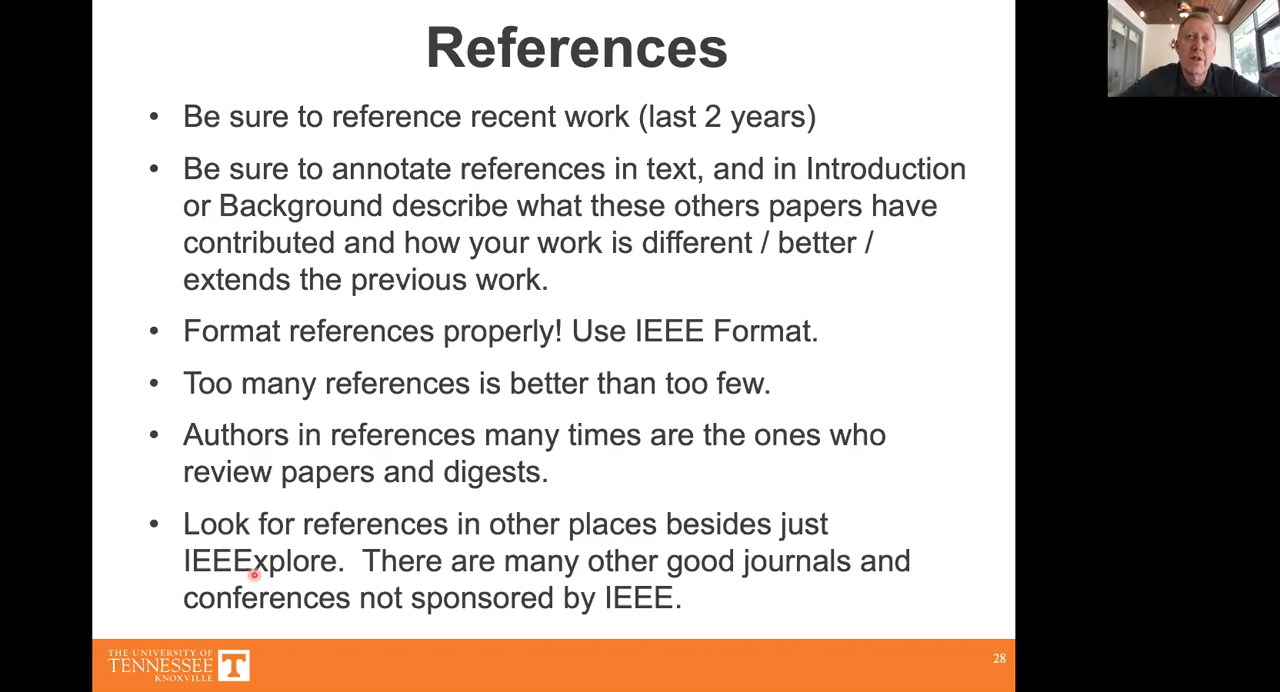 References
• Be sure to reference recent work (last 2 years)
• Be sure to annotate references in text, and in Introduction
or Background describe what these others papers have
contributed and how your work is different / better /
extends the previous work.
• Format references properly! Use IEEE Format.
• Too many references is better than too few.
• Authors in references many times are the ones who
review papers and digests.
• Look for references in other places besides just
IEEExplore. There are many other good journals and
conferences not sponsored by IEEE.
THE UNIVERSITY OF
TENNESSEE T
KNOXVILLE
28